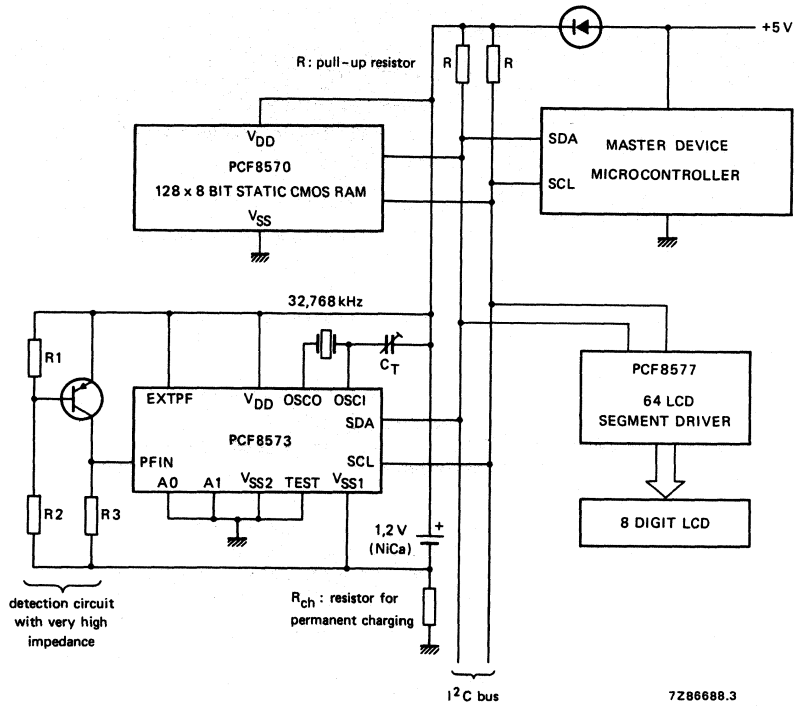 +5 V
R : pull-up resistor
R
R
VDD
PCF8570
128 x 8 BIT STATIC CMOS RAM
VSS
SDA
SCL
MASTER DEVICE
MICROCONTROLLER
32,768 kHz
R1
CT
EXTPF
VDD
OSCO
OSCI
SDA
PCF8573
PFIN
SCL
A0
A1
VSS2
TEST
VSS1
R2
R3
PCF8577
64 LCD
SEGMENT DRIVER
8 DIGIT LCD
1,2 V
(NiCa)
+
Rch : resistor for
permanent charging
detection circuit
with very high
impedance
I²C bus
7Z86688.3